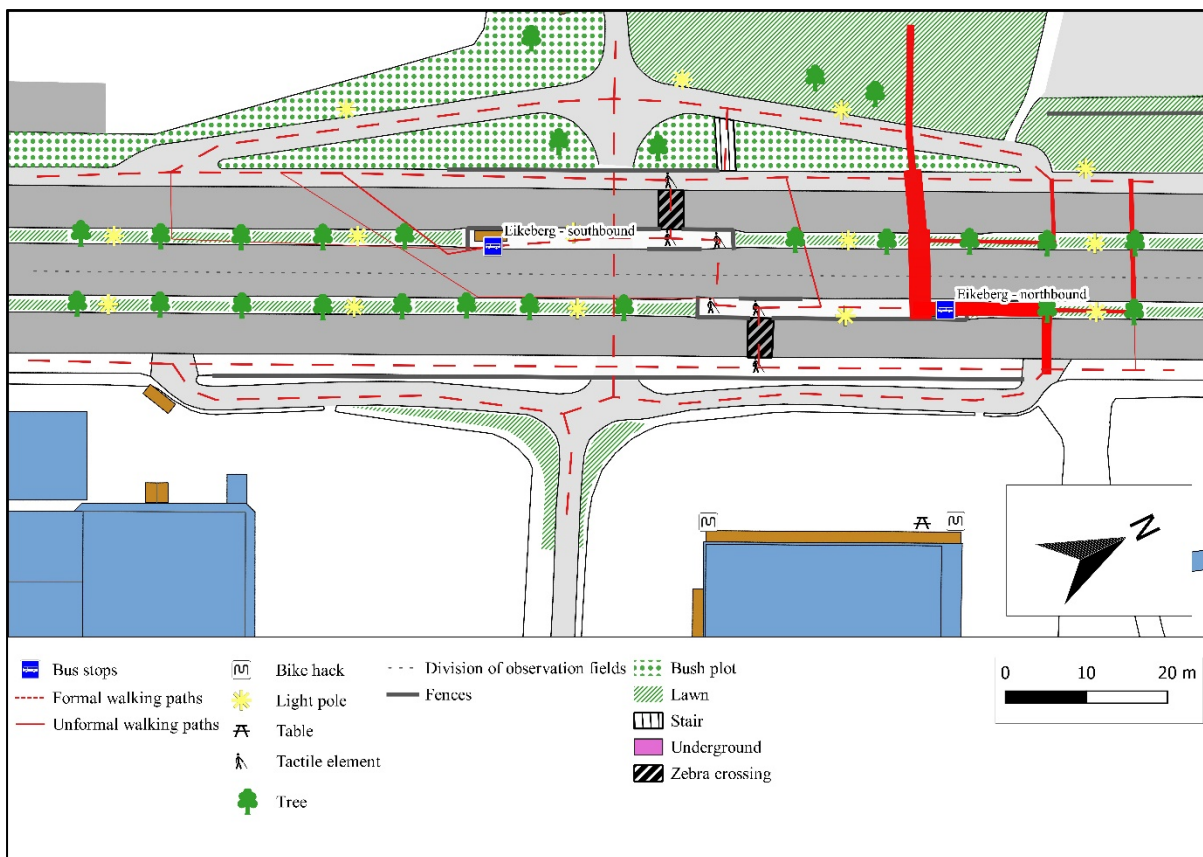 Eikeberg - southbound
Eikeberg - northbound
N
Bus stops
Formal walking paths
Unformal walking paths
Bike hack
Light pole
Table
Tactile element
Tree
Division of observation fields
Fences
Bush plot
Lawn
Stair
Underground
Zebra crossing
0 10 20 m